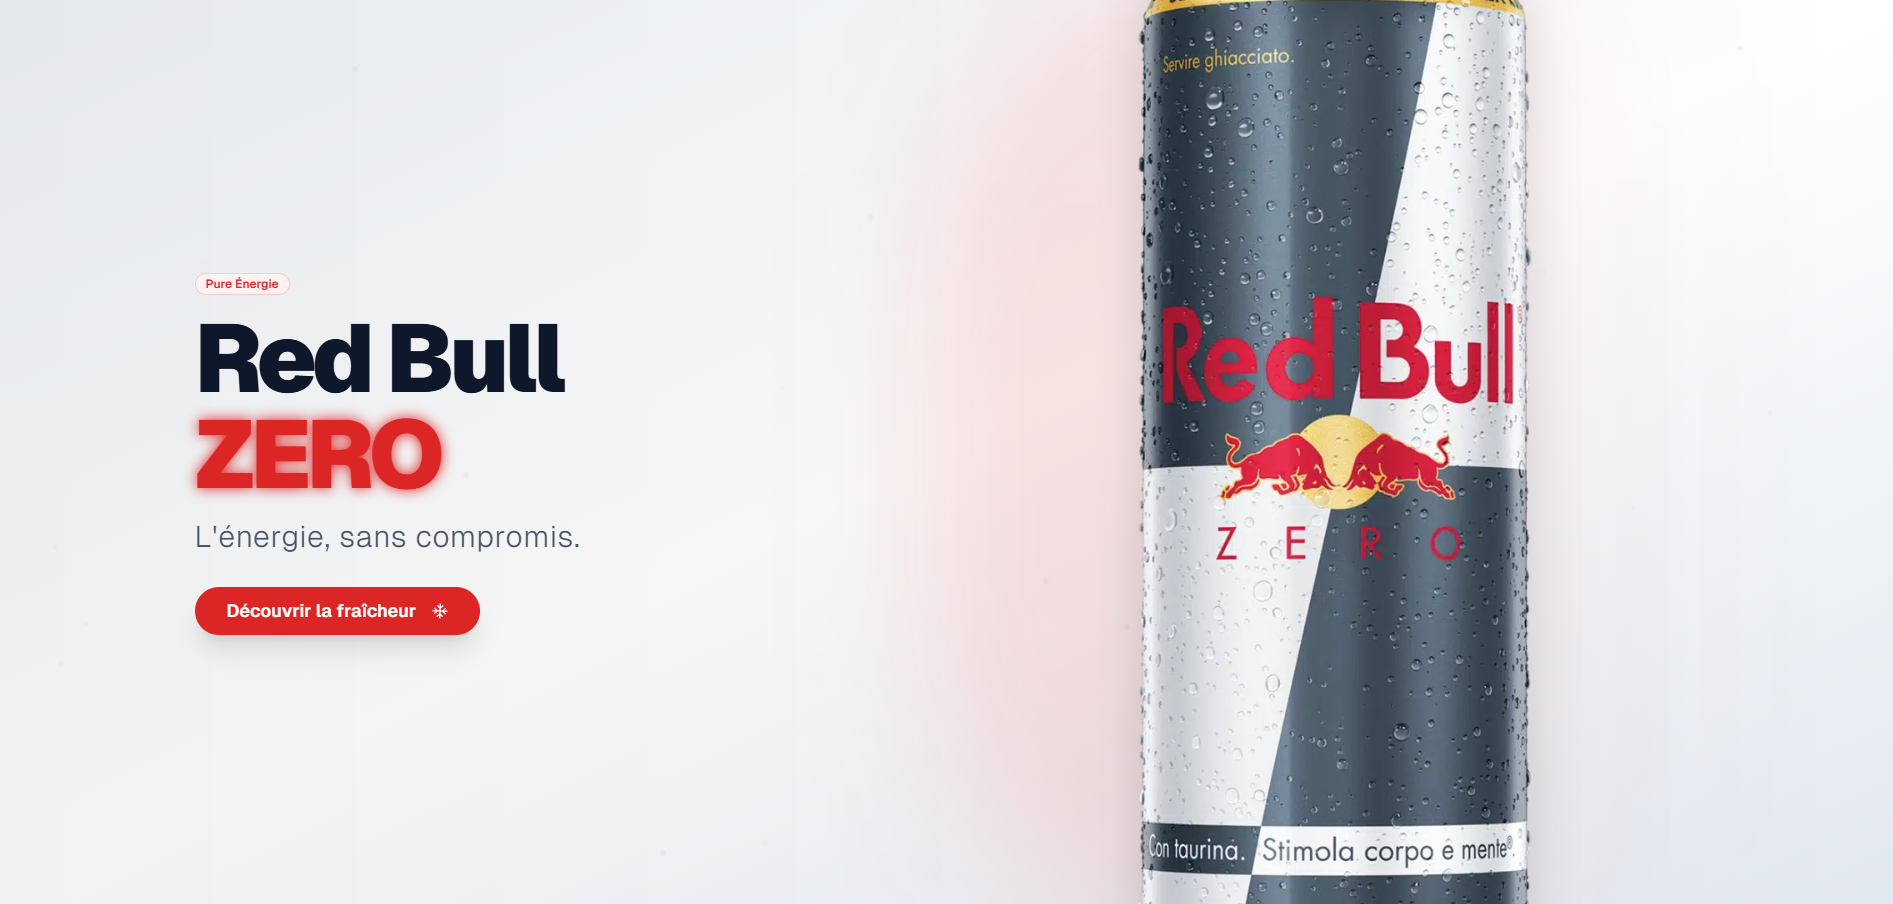 Servire ghiacciato.
Pure Énergie
Red Bull
ZERO
L'énergie, sans compromis.
Découvrir la fraîcheur
Red Bull®
ZERO
Con taurina. Stimola corpo e mente®.